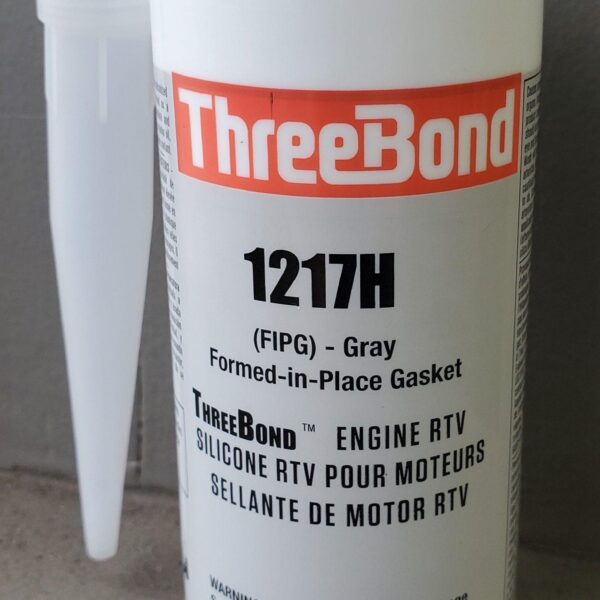 ThreeBond
1217H
(FIPG) - Gray
Formed-in-Place Gasket
THREEBOND™ ENGINE RTV
SILICONE RTV POUR MOTEURS
SELLANTE DE MOTOR RTV
WARNING